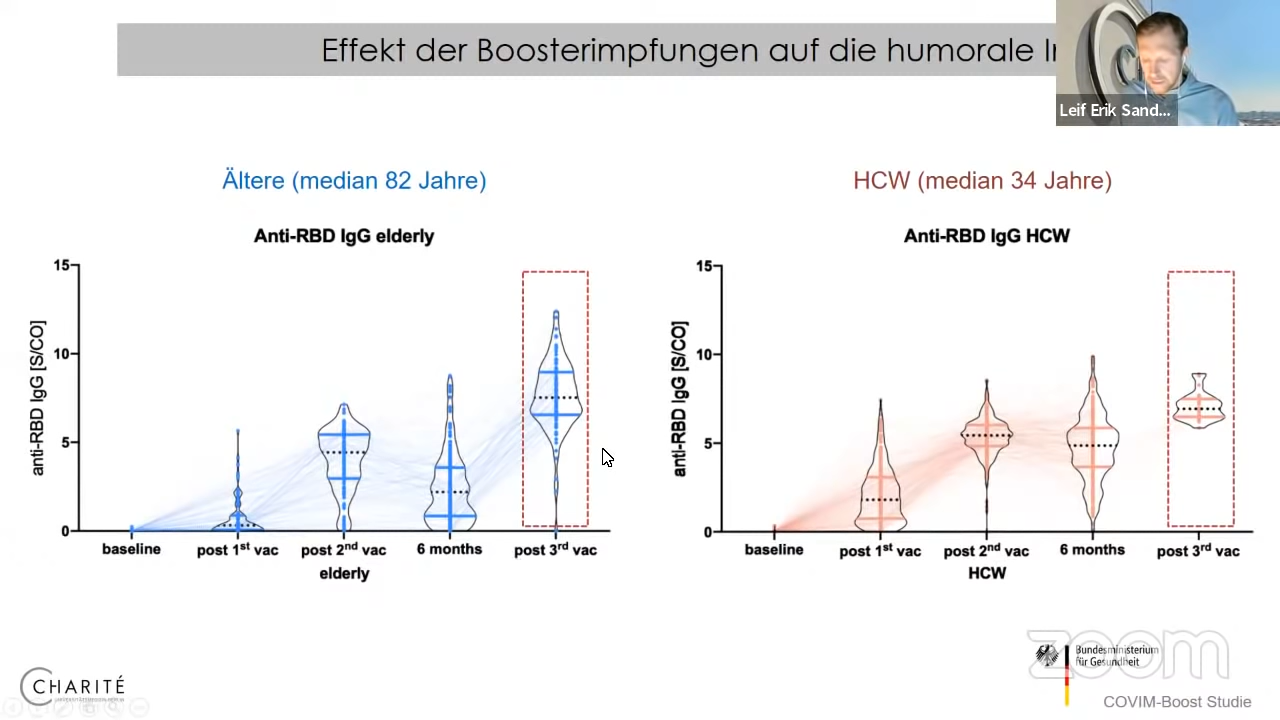 Effekt der Boosterimpfungen auf die humorale
Leif Erik Sand...
Ältere (median 82 Jahre)
HCW (median 34 Jahre)
Anti-RBD IgG elderly
anti-RBD IgG [S/CO]
15
10
5
0
baseline
post 1st vac
post 2nd vac
6 months
post 3rd vac
elderly
Anti-RBD IgG HCW
anti-RBD IgG [S/CO]
15
10
5
0
baseline
post 1st vac
post 2nd vac
6 months
post 3rd vac
HCW
CHARITÉ
zoom
Bundesministerium
für Gesundheit
COVIM-Boost Studie